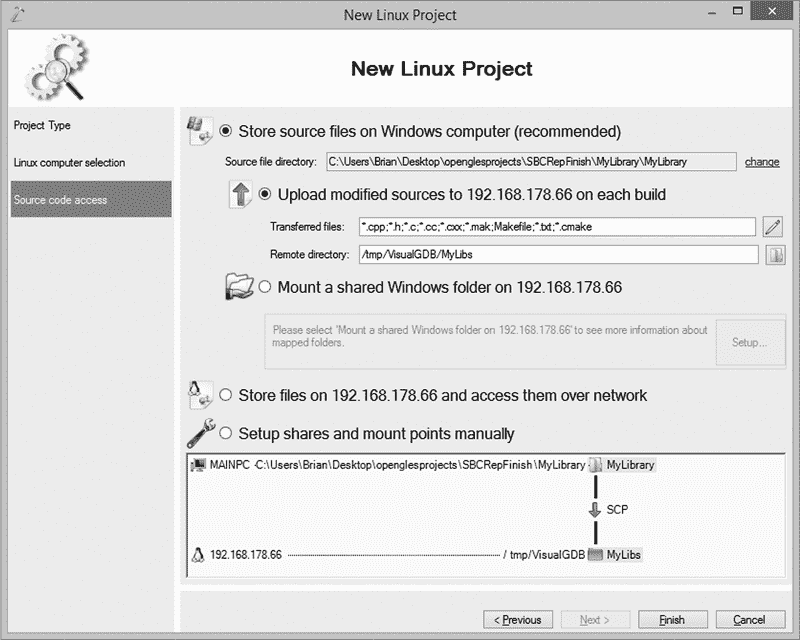 New Linux Project
New Linux Project
Project Type
Linux computer selection
Source code access
Store source files on Windows computer (recommended)
Source file directory: C:\Users\Brian\Desktop\openglesprojects\SBCRepFinish\MyLibrary\MyLibrary change
Upload modified sources to 192.168.178.66 on each build
Transferred files: *.cpp;*.h;*.c;*.cc;*.cxx;*.mak;Makefile;*.txt;*.cmake
Remote directory: /tmp/VisualGDB/MyLibs
Mount a shared Windows folder on 192.168.178.66
Please select 'Mount a shared Windows folder on 192.168.178.66' to see more information about
mapped folders.
Setup...
Store files on 192.168.178.66 and access them over network
Setup shares and mount points manually
MAINPC -C:\Users\Brian\Desktop\openglesprojects\SBCRepFinish\MyLibrary MyLibrary
SCP
192.168.178.66 / tmp/VisualGDB MyLibs
< Previous Next > Finish Cancel